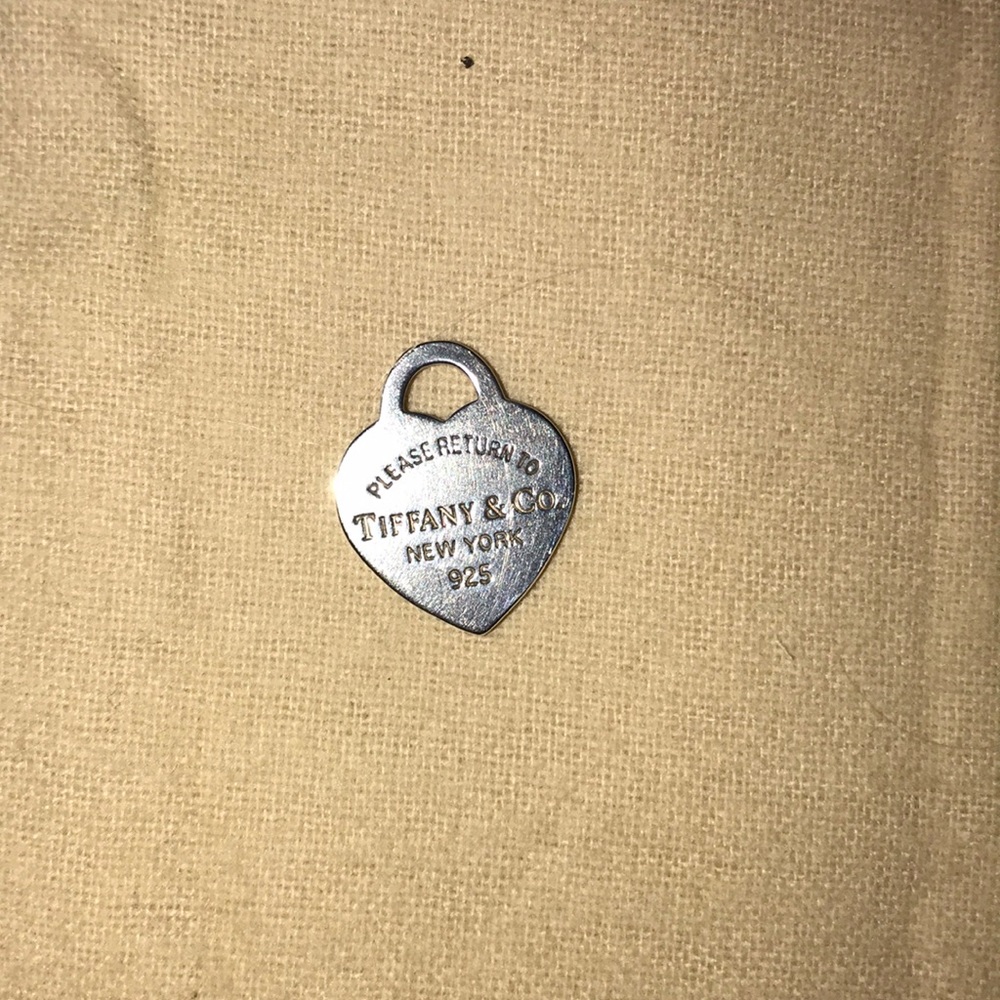 PLEASE RETURN TO
TIFFANY & CO.
NEW YORK
925